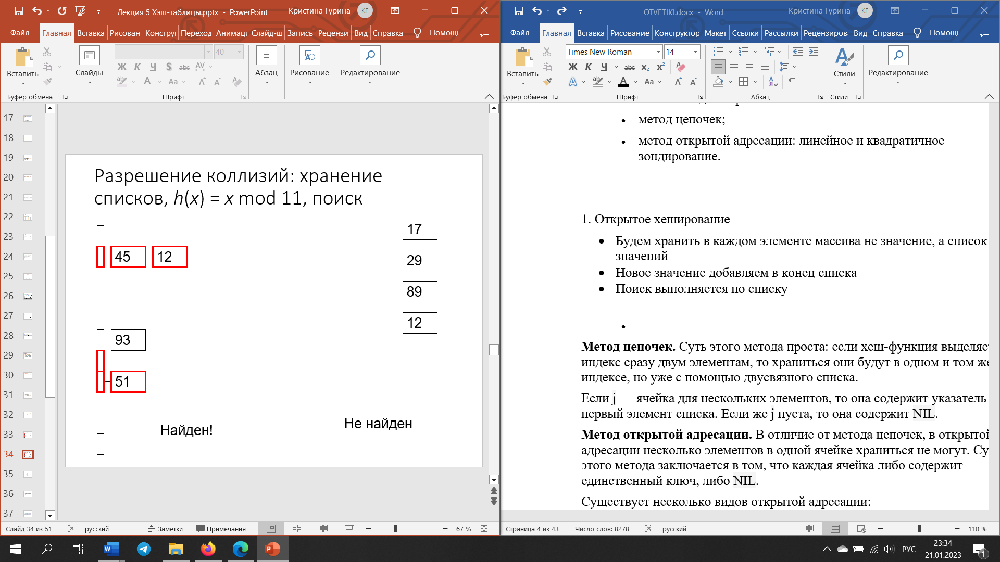 Лекция 5 Хэш-таблицы.pptx - PowerPoint
Кристина Гурина
КГ
Файл Главная Вставка Рисован Констру Переход Анимац Слайд-ш Запись Рецензи Вид Справка Помощн
40
Вставить
Слайды
Абзац
Рисование
Редактирование
Ж К Ч S abc AV
Aa
Буфер обмена
Шрифт
17
18
19
20
21
22
23
24
25
26
27
28
29
30
31
32
33
34
35
36
37
Разрешение коллизий: хранение
списков, h(x) = x mod 11, поиск
17
45 12
29
89
12
93
51
Найден!
Не найден
Слайд 34 из 51
русский
Заметки
Примечания
67 %
OTVETIKI.docx - Word
Кристина Гурина
КГ
Файл Главная Вставка Рисование Конструктор Макет Ссылки Рассылки Рецензиров Вид Справка Помощн
Times New Roman
14
Вставить
Стили
Редактирование
Ж К Ч abc x₂ x²
Aa
Буфер обмена
Шрифт
Абзац
Стили
• метод цепочек;
• метод открытой адресации: линейное и квадратичное
зондирование.
1. Открытое хеширование
• Будем хранить в каждом элементе массива не значение, а список
значений
• Новое значение добавляем в конец списка
• Поиск выполняется по списку
•
Метод цепочек. Суть этого метода проста: если хеш-функция выделяе
индекс сразу двум элементам, то храниться они будут в одном и том же
индексе, но уже с помощью двусвязного списка.
Если j — ячейка для нескольких элементов, то она содержит указатель
первый элемент списка. Если же j пуста, то она содержит NIL.
Метод открытой адресации. В отличие от метода цепочек, в открытой
адресации несколько элементов в одной ячейке храниться не могут. Су
этого метода заключается в том, что каждая ячейка либо содержит
единственный ключ, либо NIL.
Существует несколько видов открытой адресации:
Страница 4 из 43
Число слов: 8278
русский
110 %
РУС
23:34
21.01.2023
1